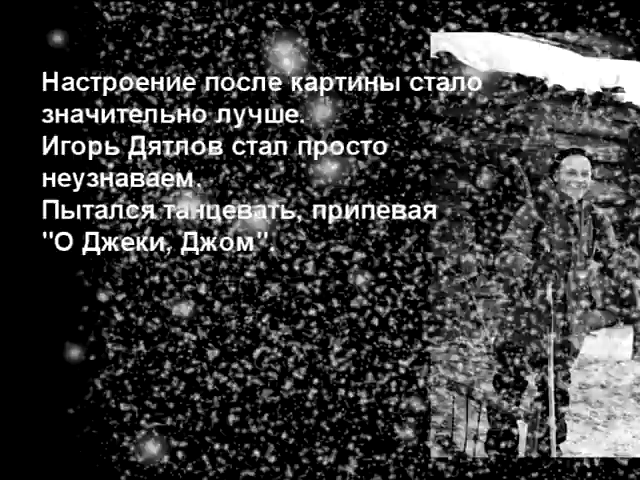 Настроение после картины стало
значительно лучше.
Игорь Дятлов стал просто
неузнаваем.
Пытался танцевать, припевая
"О Джеки, Джом".